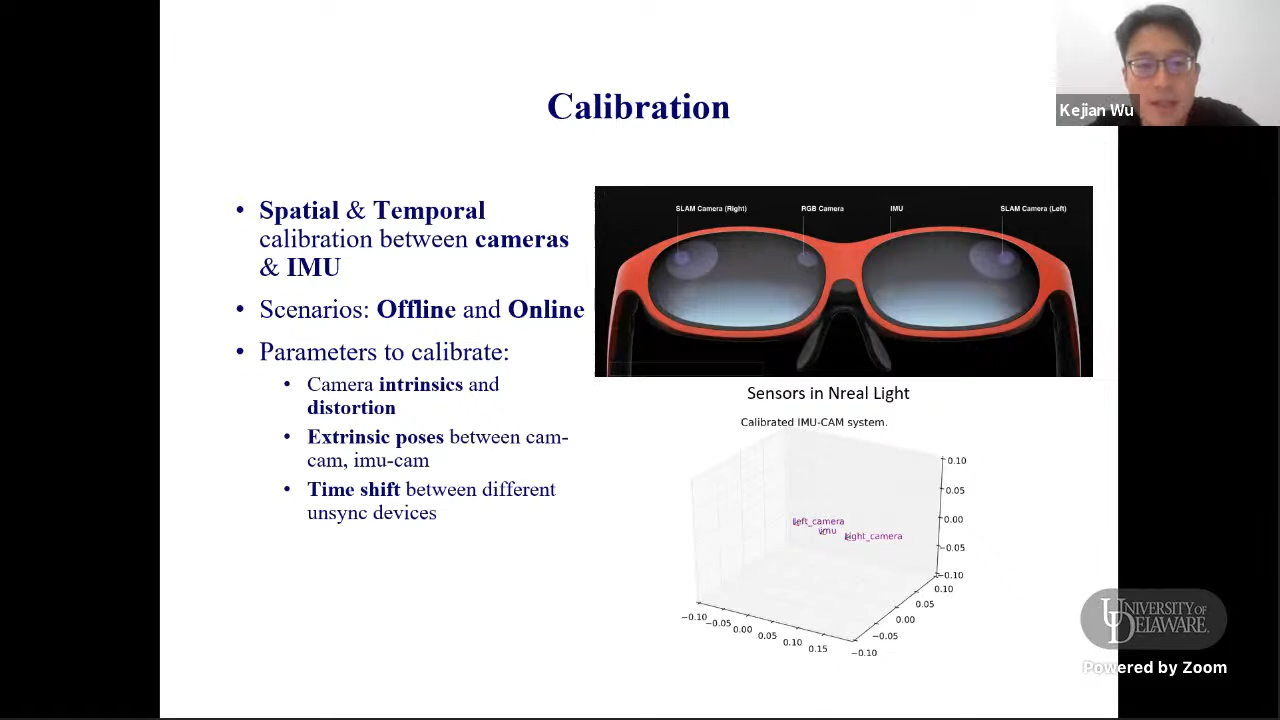 Calibration
Kejian Wu
• Spatial & Temporal
calibration between cameras
& IMU
• Scenarios: Offline and Online
• Parameters to calibrate:
• Camera intrinsics and
distortion
• Extrinsic poses between cam-
cam, imu-cam
• Time shift between different
unsync devices
SLAM Camera (Right) RGB Camera IMU SLAM Camera (Left)
Sensors in Nreal Light
Calibrated IMU-CAM system.
0.10
0.05
0.00
−0.05
−0.10
left_camera
imu
right_camera
−0.10 −0.05 0.00 0.05 0.10 0.15
0.10
0.05
0.00
−0.05
−0.10
UNIVERSITY OF
DELAWARE.
Powered by Zoom